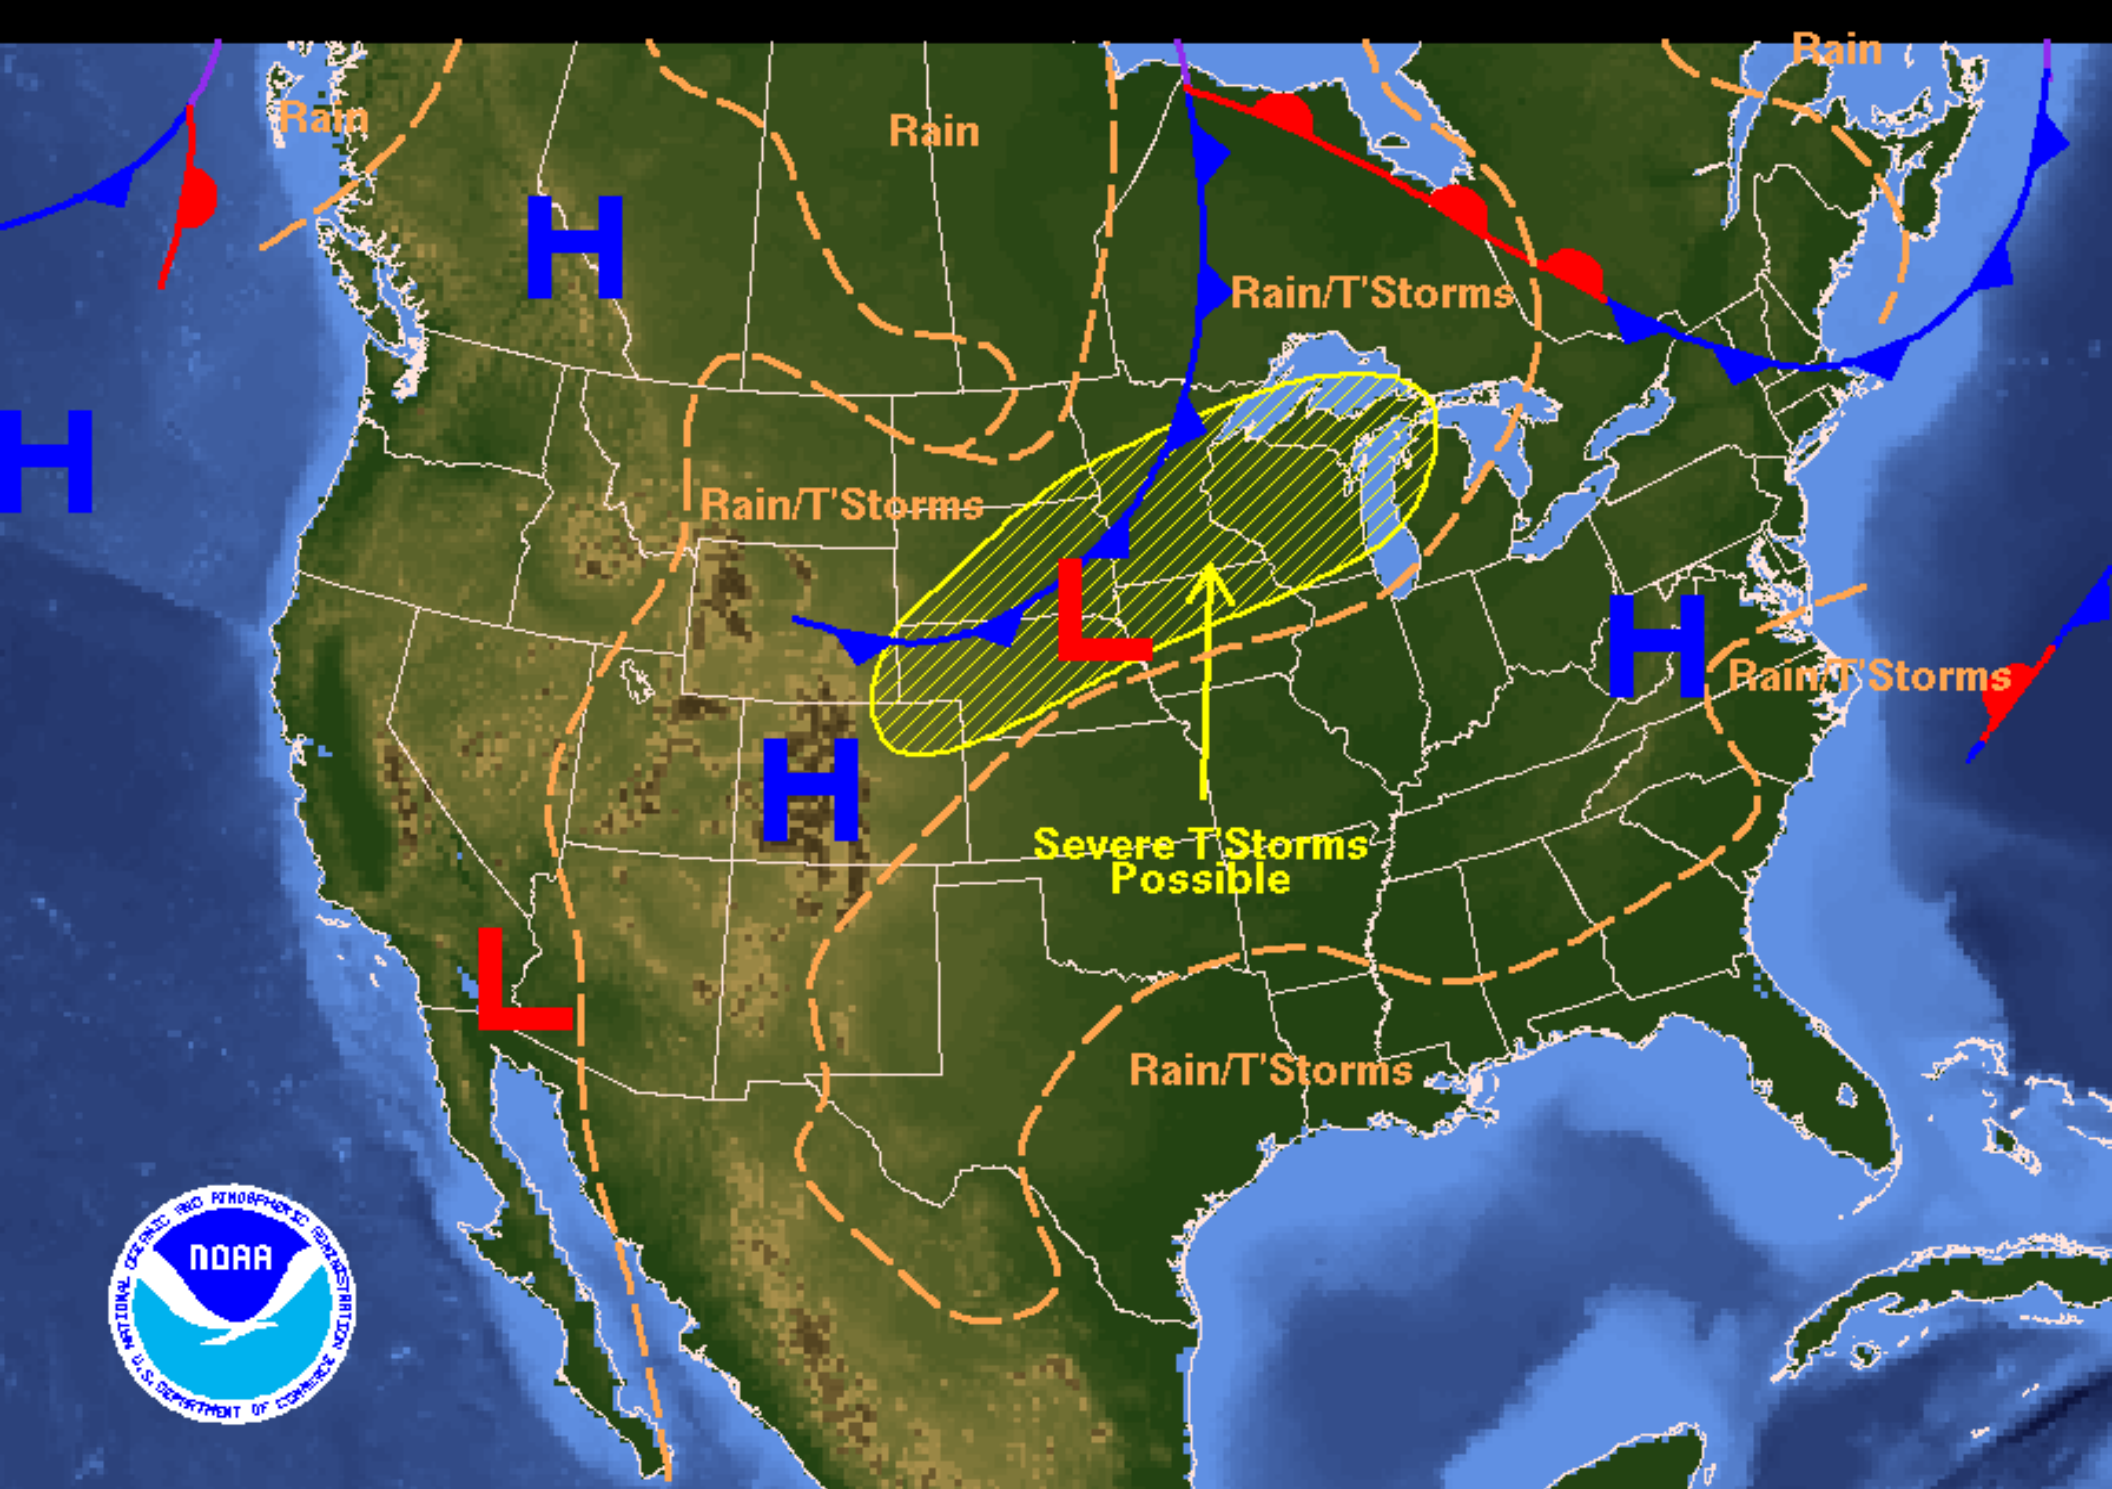 Rain
Rain
Rain
H
Rain/T'Storms
H
Rain/T'Storms
L
H
Rain/T'Storms
H
Severe T'Storms
Possible
L
Rain/T'Storms
NATIONAL OCEANIC AND ATMOSPHERIC ADMINISTRATION
NOAA
U.S. DEPARTMENT OF COMMERCE